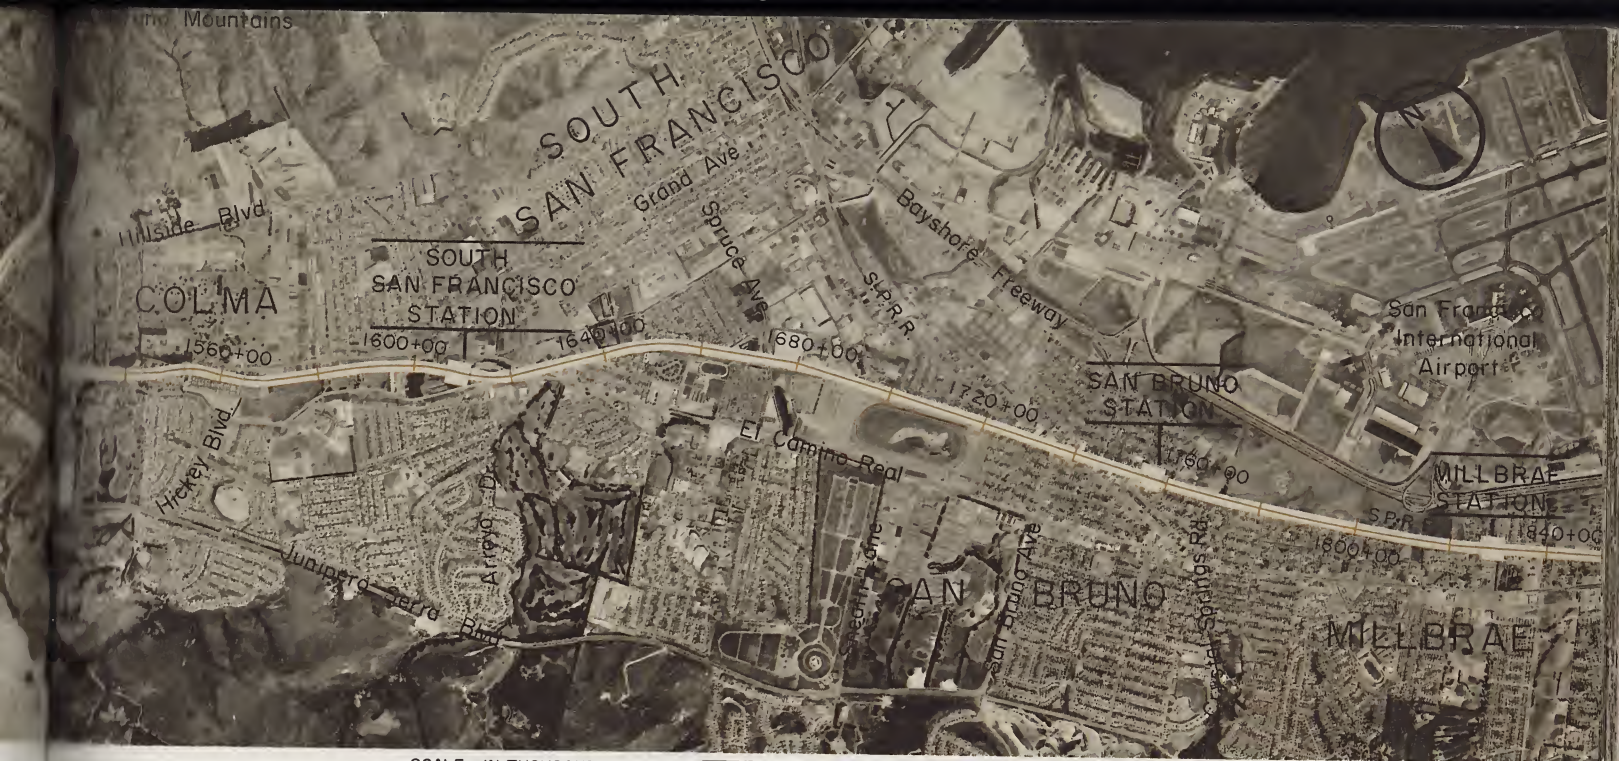 Mountains
SOUTH
SAN FRANCISCO
Grand Ave
Spruce Ave
Hillside Blvd
COLMA
SOUTH
SAN FRANCISCO
STATION
Bayshore Freeway
S.P.R.R
N
San Francisco
International
Airport
1560+00
1600+00
1640+00
1680+00
1720+00
1760+00
1800+00
1840+00
SAN BRUNO
STATION
MILLBRAE
STATION
S.P.R.R
Hickey Blvd
El Camino Real
Arroyo Dr
Junipero Serra Blvd
Sneath Lane
San Bruno Ave
SAN BRUNO
Springs Rd
MILLBRAE